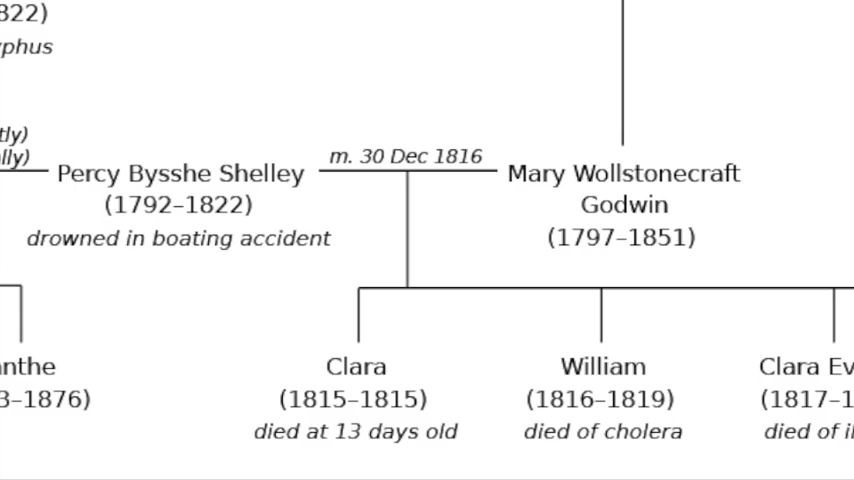 822)
yphus
tly)
lly)
m. 30 Dec 1816
Percy Bysshe Shelley
(1792–1822)
drowned in boating accident
Mary Wollstonecraft
Godwin
(1797–1851)
nthe
3–1876)
Clara
(1815–1815)
died at 13 days old
William
(1816–1819)
died of cholera
Clara Ev
(1817–1
died of il